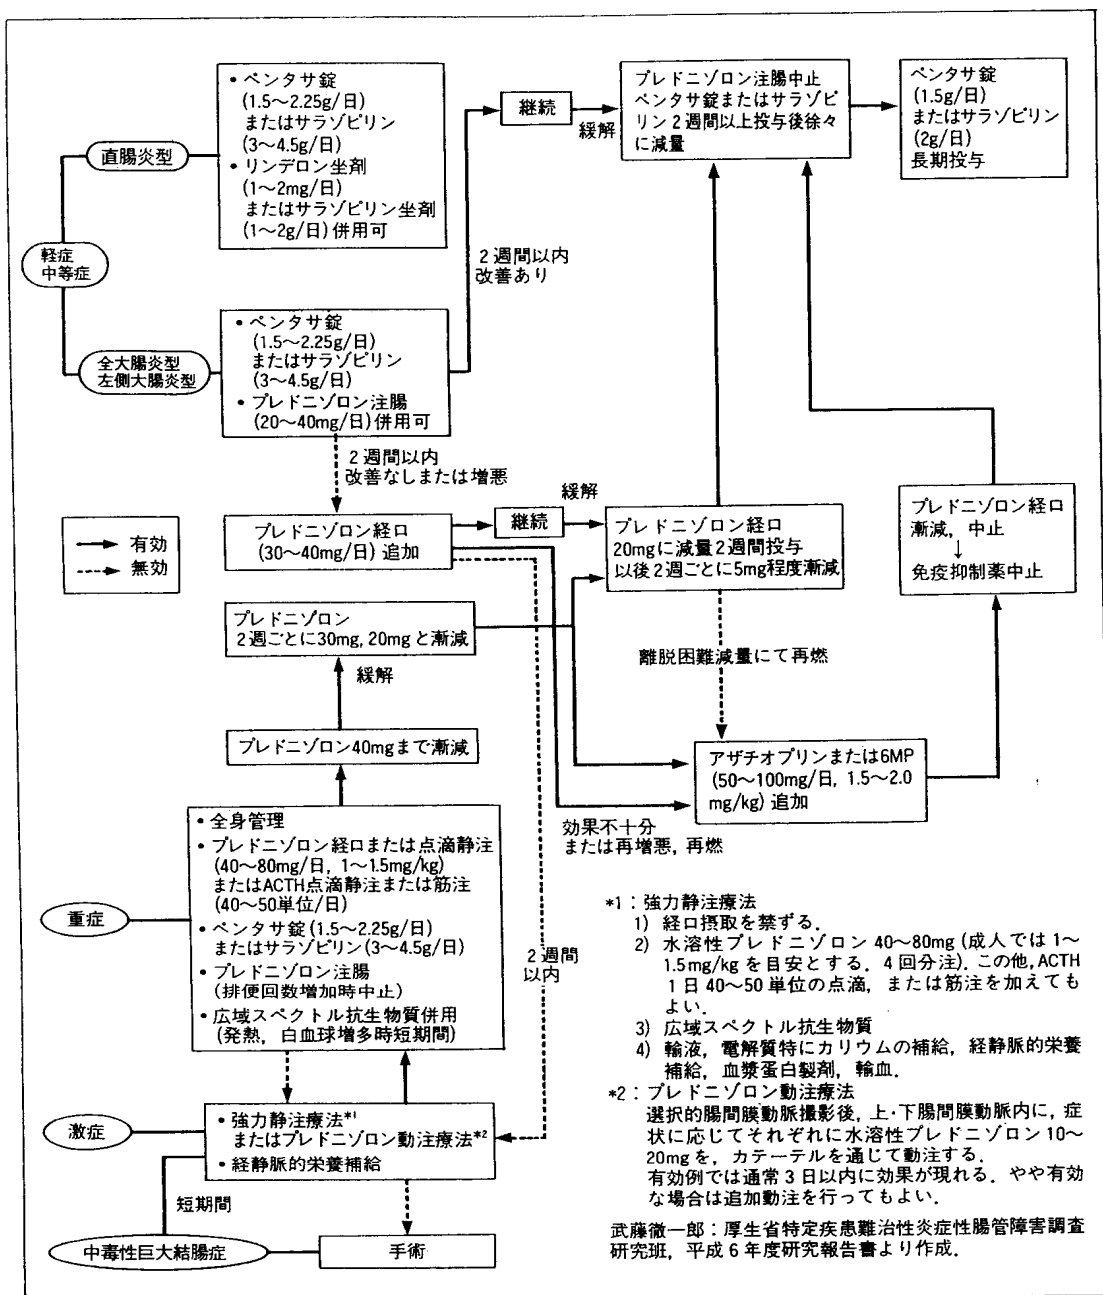 • ペンタサ錠
(1.5〜2.25g/日)
またはサラゾピリン
(3〜4.5g/日)
• リンデロン坐剤
(1〜2mg/日)
またはサラゾピリン坐剤
(1〜2g/日)併用可
直腸炎型
継続
緩解
プレドニゾロン注腸中止
ペンタサ錠またはサラゾピ
リン2週間以上投与後徐々
に減量
ペンタサ錠
(1.5g/日)
またはサラゾピリン
(2g/日)
長期投与
軽症
中等症
2週間以内
改善あり
全大腸炎型
左側大腸炎型
• ペンタサ錠
(1.5〜2.25g/日)
またはサラゾピリン
(3〜4.5g/日)
• プレドニゾロン注腸
(20〜40mg/日)併用可
2週間以内
改善なしまたは増悪
有効
無効
プレドニゾロン経口
(30〜40mg/日)追加
継続
緩解
プレドニゾロン経口
20mgに減量2週間投与
以後2週ごとに5mg程度漸減
プレドニゾロン経口
漸減，中止
↓
免疫抑制薬中止
プレドニゾロン
2週ごとに30mg, 20mgと漸減
離脱困難減量にて再燃
緩解
プレドニゾロン40mgまで漸減
アザチオプリンまたは6MP
(50〜100mg/日, 1.5〜2.0
mg/kg)追加
効果不十分
または再増悪，再燃
重症
• 全身管理
• プレドニゾロン経口または点滴静注
(40〜80mg/日, 1〜1.5mg/kg)
またはACTH点滴静注または筋注
(40〜50単位/日)
• ペンタサ錠(1.5〜2.25g/日)
またはサラゾピリン(3〜4.5g/日)
• プレドニゾロン注腸
(排便回数増加時中止)
• 広域スペクトル抗生物質併用
(発熱，白血球増多時短期間)
2週間
以内
激症
• 強力静注療法*1
またはプレドニゾロン動注療法*2
• 経静脈的栄養補給
短期間
中毒性巨大結腸症
手術
*1：強力静注療法
1) 経口摂取を禁ずる．
2) 水溶性プレドニゾロン40〜80mg(成人では1〜
1.5mg/kgを目安とする．4回分注)．この他，ACTH
1日40〜50単位の点滴，または筋注を加えても
よい．
3) 広域スペクトル抗生物質
4) 輸液，電解質特にカリウムの補給，経静脈的栄養
補給，血漿蛋白製剤，輸血．
*2：プレドニゾロン動注療法
選択的腸間膜動脈撮影後，上・下腸間膜動脈内に，症
状に応じてそれぞれに水溶性プレドニゾロン10〜
20mgを，カテーテルを通じて動注する．
有効例では通常3日以内に効果が現れる．やや有効
な場合は追加動注を行ってもよい．
武藤徹一郎：厚生省特定疾患難治性炎症性腸管障害調査
研究班，平成6年度研究報告書より作成．